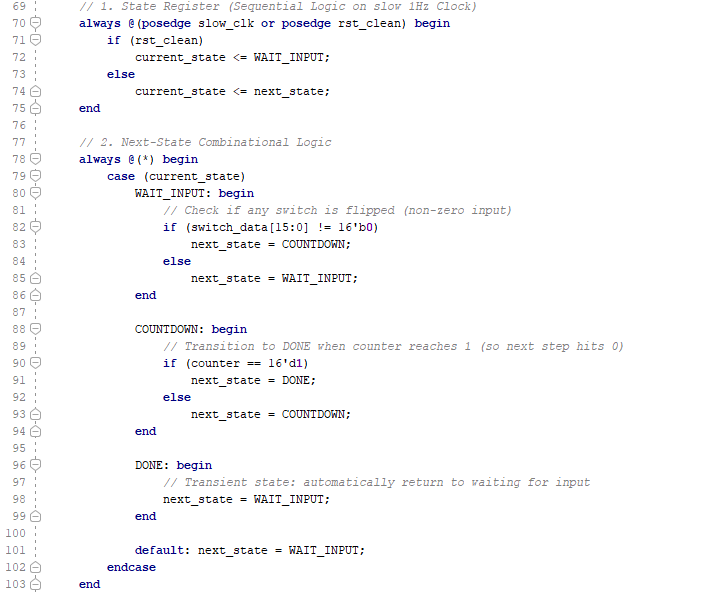 69 // 1. State Register (Sequential Logic on slow 1Hz Clock)
70 always @(posedge slow_clk or posedge rst_clean) begin
71 if (rst_clean)
72 current_state <= WAIT_INPUT;
73 else
74 current_state <= next_state;
75 end
76
77 // 2. Next-State Combinational Logic
78 always @(*) begin
79 case (current_state)
80 WAIT_INPUT: begin
81 // Check if any switch is flipped (non-zero input)
82 if (switch_data[15:0] != 16'b0)
83 next_state = COUNTDOWN;
84 else
85 next_state = WAIT_INPUT;
86 end
87
88 COUNTDOWN: begin
89 // Transition to DONE when counter reaches 1 (so next step hits 0)
90 if (counter == 16'd1)
91 next_state = DONE;
92 else
93 next_state = COUNTDOWN;
94 end
95
96 DONE: begin
97 // Transient state: automatically return to waiting for input
98 next_state = WAIT_INPUT;
99 end
100
101 default: next_state = WAIT_INPUT;
102 endcase
103 end